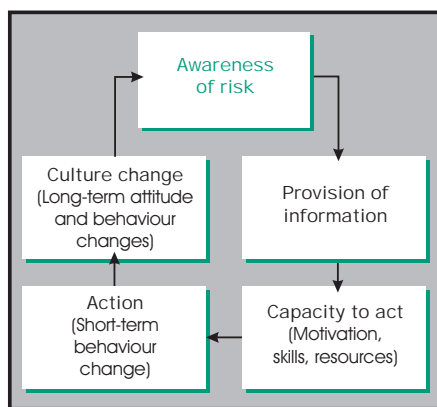 Awareness
of risk
Provision of
information
Capacity to act
(Motivation,
skills, resources)
Action
(Short-term
behaviour
change)
Culture change
(Long-term attitude
and behaviour
changes)